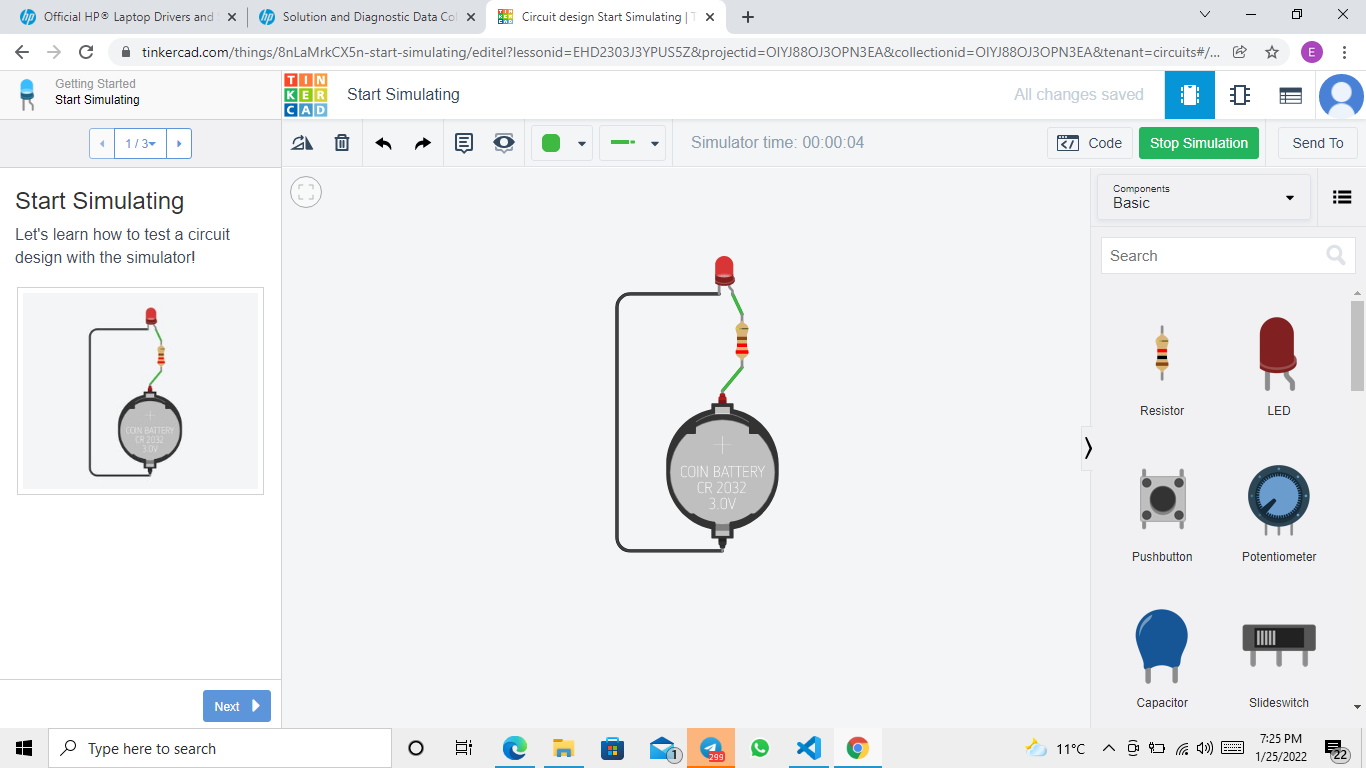 Official HP® Laptop Drivers and
Solution and Diagnostic Data Col
Circuit design Start Simulating | T
tinkercad.com/things/8nLaMrkCX5n-start-simulating/editel?lessonid=EHD2303J3YPUS5Z&projectid=OIYJ88OJ3OPN3EA&collectionid=OIYJ88OJ3OPN3EA&tenant=circuits#/...
E
Getting Started
Start Simulating
TIN
KER
CAD
Start Simulating
All changes saved
1 / 3
Simulator time: 00:00:04
Code
Stop Simulation
Send To
Start Simulating
Let's learn how to test a circuit
design with the simulator!
COIN BATTERY
CR 2032
3.0V
COIN BATTERY
CR 2032
3.0V
Components
Basic
Search
Resistor
LED
Pushbutton
Potentiometer
Capacitor
Slideswitch
Next
Type here to search
1
299
11°C
7:25 PM
1/25/2022
22